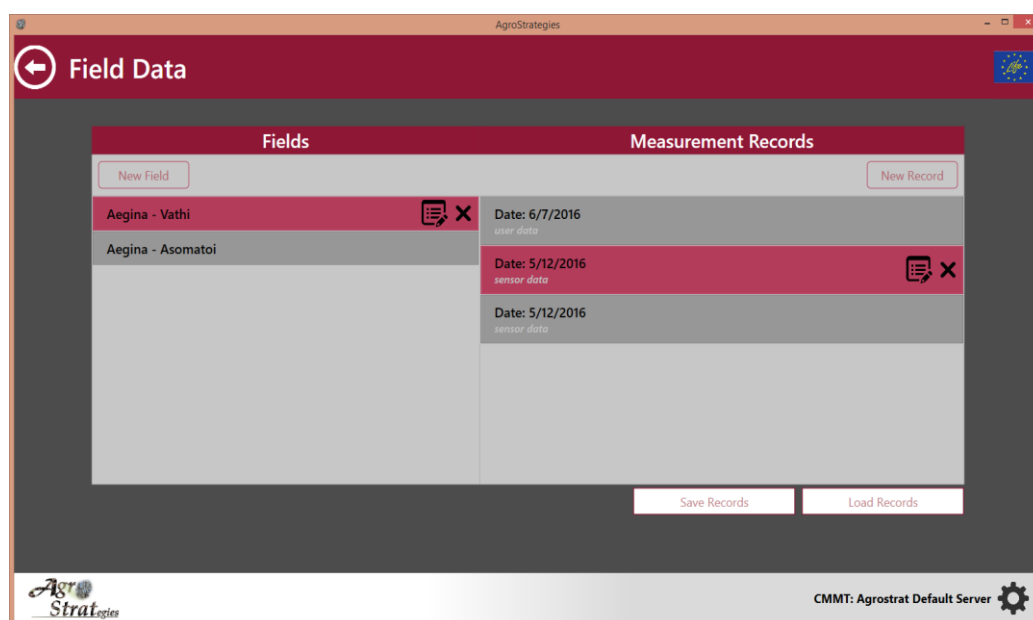 AgroStrategies
Field Data
life
Fields
Measurement Records
New Field
New Record
Aegina - Vathi
Aegina - Asomatoi
Date: 6/7/2016
user data
Date: 5/12/2016
sensor data
Date: 5/12/2016
sensor data
Save Records
Load Records
Agro
Strategies
CMMT: Agrostrat Default Server